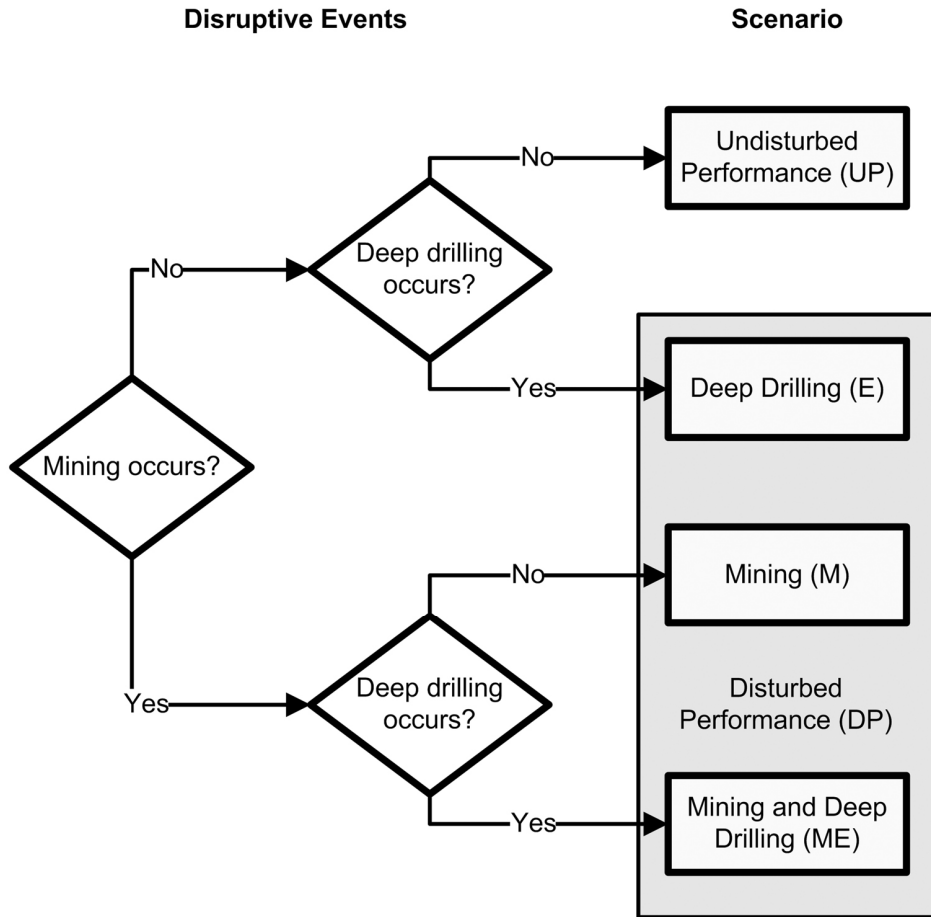 Disruptive Events
Scenario
No
Undisturbed
Performance (UP)
Deep drilling
occurs?
No
Yes
Deep Drilling (E)
Mining occurs?
No
Mining (M)
Yes
Deep drilling
occurs?
Disturbed
Performance (DP)
Yes
Mining and Deep
Drilling (ME)